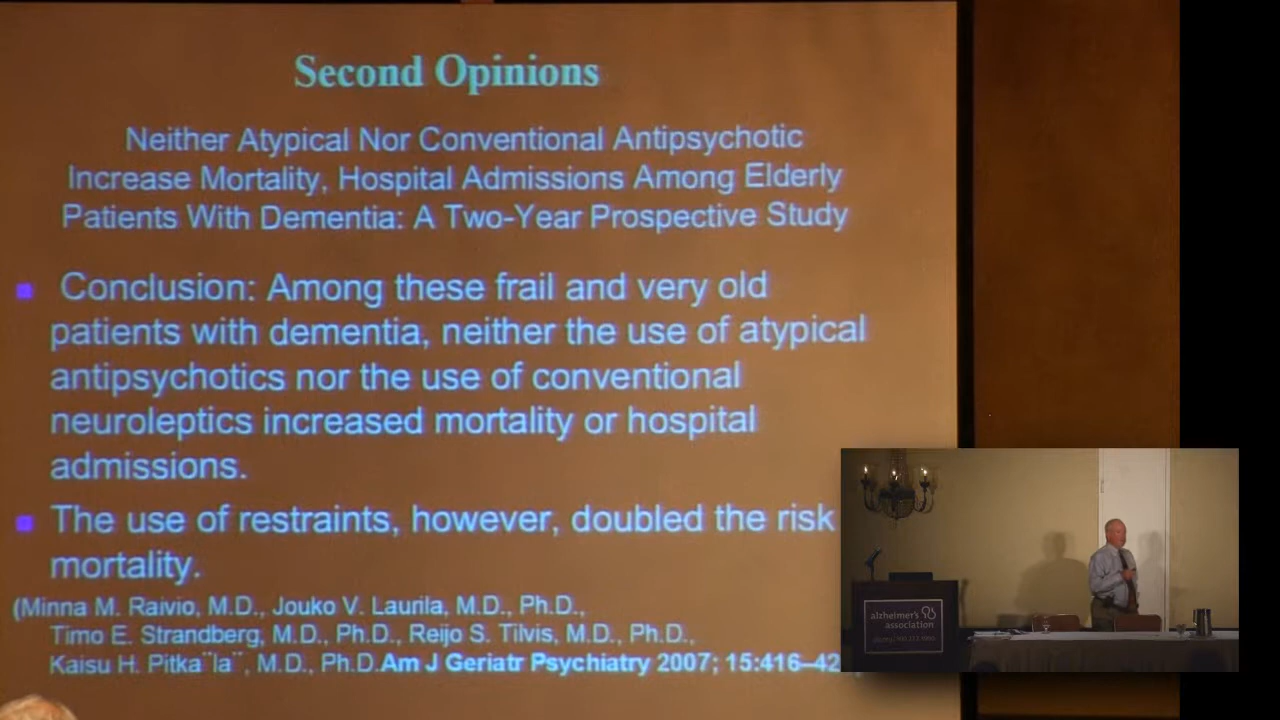 Second Opinions
Neither Atypical Nor Conventional Antipsychotic
Increase Mortality, Hospital Admissions Among Elderly
Patients With Dementia: A Two-Year Prospective Study
Conclusion: Among these frail and very old
patients with dementia, neither the use of atypical
antipsychotics nor the use of conventional
neuroleptics increased mortality or hospital
admissions.
The use of restraints, however, doubled the risk
mortality.
(Minna M. Raivio, M.D., Jouko V. Laurila, M.D., Ph.D.,
Timo E. Strandberg, M.D., Ph.D., Reijo S. Tilvis, M.D., Ph.D.,
Kaisu H. Pitka¨la¨, M.D., Ph.D.Am J Geriatr Psychiatry 2007; 15:416–42
alzheimer's
association